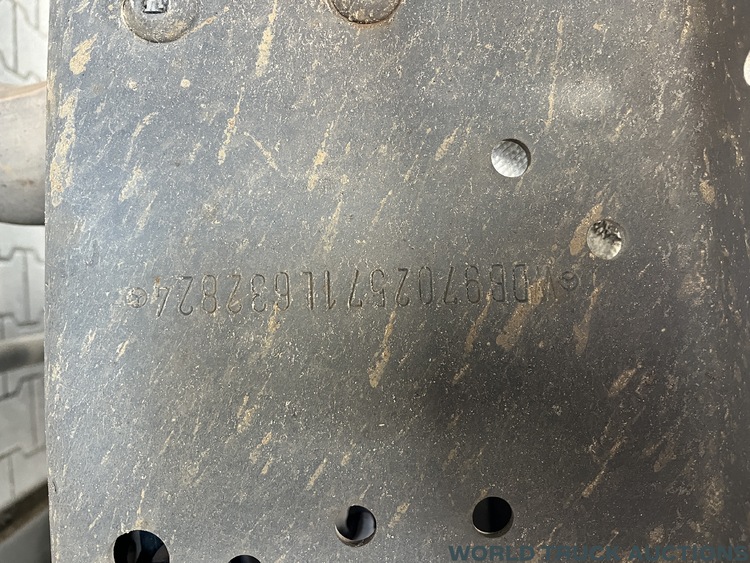 WDB9702571L632824
WORLD TRUCK AUCTIONS